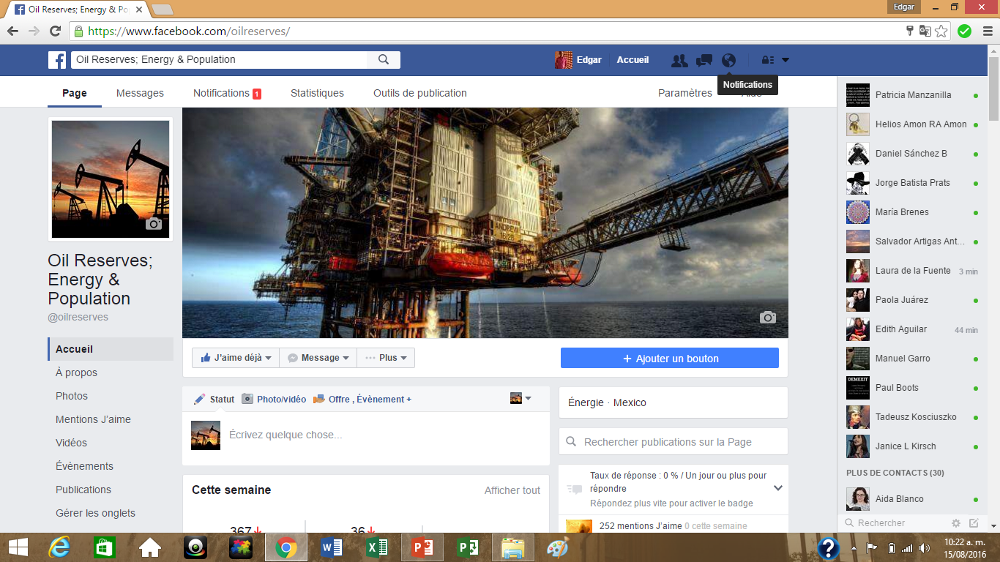 Oil Reserves; Energy & Po
Edgar
https://www.facebook.com/oilreserves/
Oil Reserves; Energy & Population
Edgar
Accueil
Notifications
Page
Messages
Notifications 1
Statistiques
Outils de publication
Paramètres
ANDREW
1628
Oil Reserves;
Energy &
Population
@oilreserves
Accueil
À propos
Photos
Mentions J’aime
Vidéos
Évènements
Publications
Gérer les onglets
J’aime déjà
Message
Plus
+ Ajouter un bouton
Statut
Photo/vidéo
Offre , Évènement +
Écrivez quelque chose...
Cette semaine
Afficher tout
367
36
Énergie · Mexico
Rechercher publications sur la Page
Taux de réponse : 0 % / Un jour ou plus pour
répondre
Répondez plus vite pour activer le badge
252 mentions J’aime 0 cette semaine
Patricia Manzanilla
Helios Amon RA Amon
Daniel Sánchez B
Jorge Batista Prats
María Brenes
Salvador Artigas Ant...
Laura de la Fuente 3 min
Paola Juárez
Edith Aguilar 44 min
Manuel Garro
DEMEXIT
Paul Boots
Tadeusz Kosciuszko
Janice L Kirsch
PLUS DE CONTACTS (30)
Aida Blanco
Rechercher
10:22 a. m.
15/08/2016